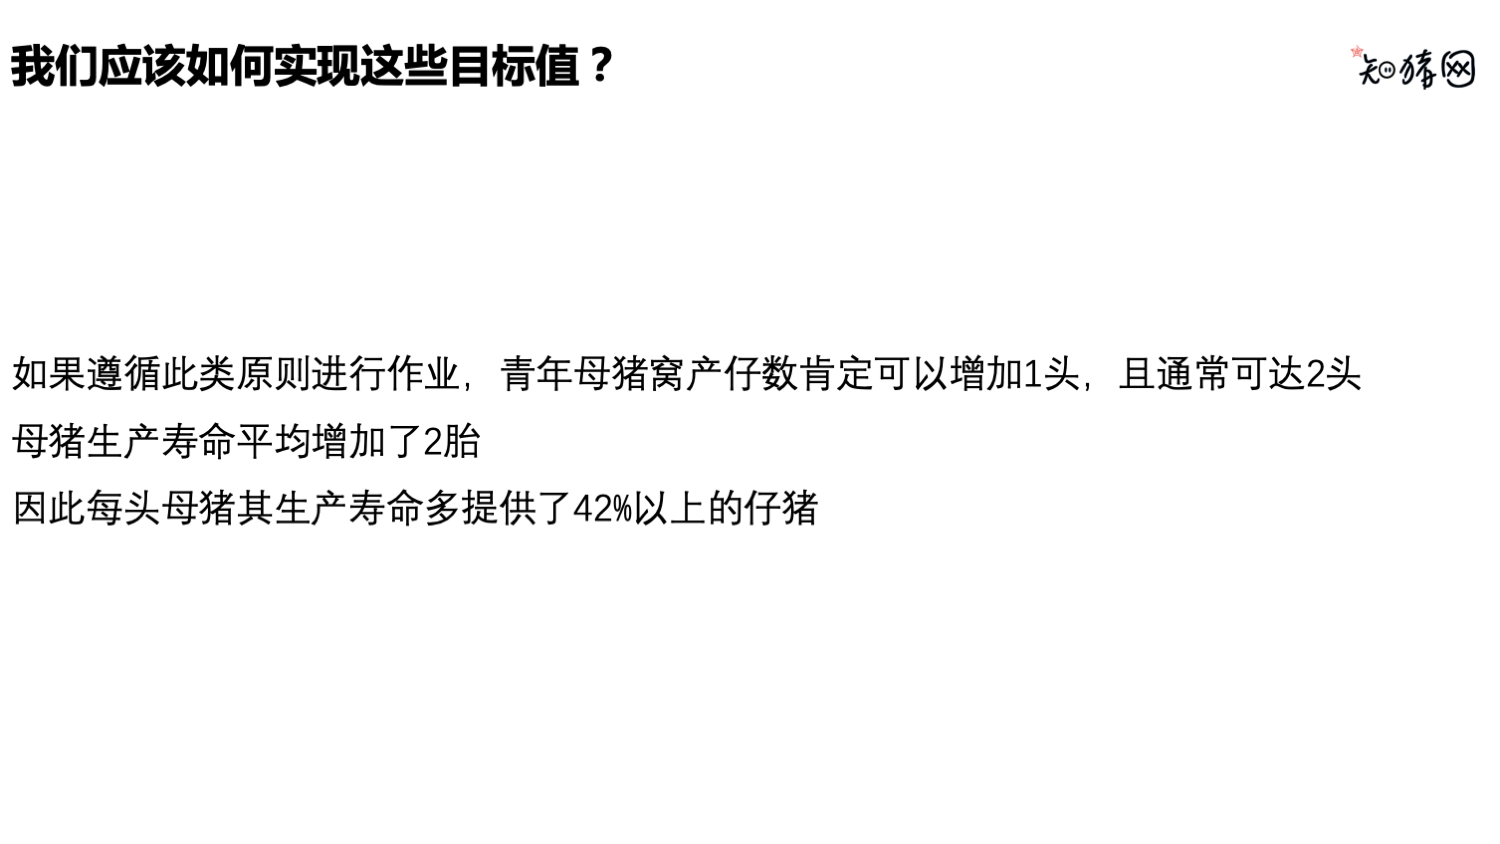 我们应该如何实现这些目标值？
知猪网
如果遵循此类原则进行作业，青年母猪窝产仔数肯定可以增加1头，且通常可达2头
母猪生产寿命平均增加了2胎
因此每头母猪其生产寿命多提供了42%以上的仔猪